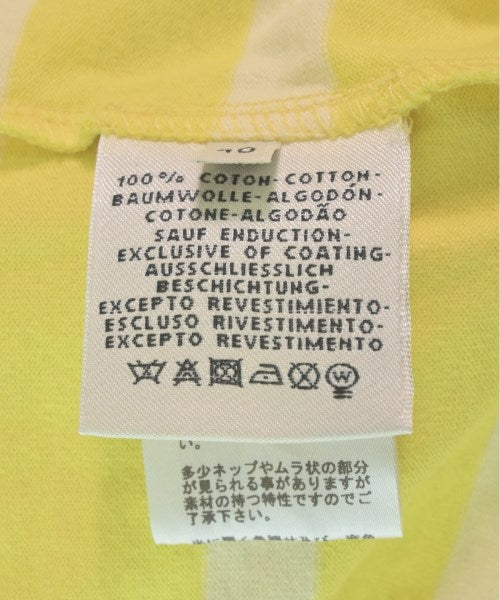 40
100% COTON-COTTON-
BAUMWOLLE-ALGODÓN-
COTONE-ALGODÃO
SAUF ENDUCTION-
EXCLUSIVE OF COATING-
AUSSCHLIESSLICH
BESCHICHTUNG-
EXCEPTO REVESTIMIENTO-
ESCLUSO RIVESTIMENTO-
EXCEPTO REVESTIMENTO
W
い。
多少ネップやムラ状の部分
が見られる事がありますが
素材の持つ特性ですのでご
了承下さい。